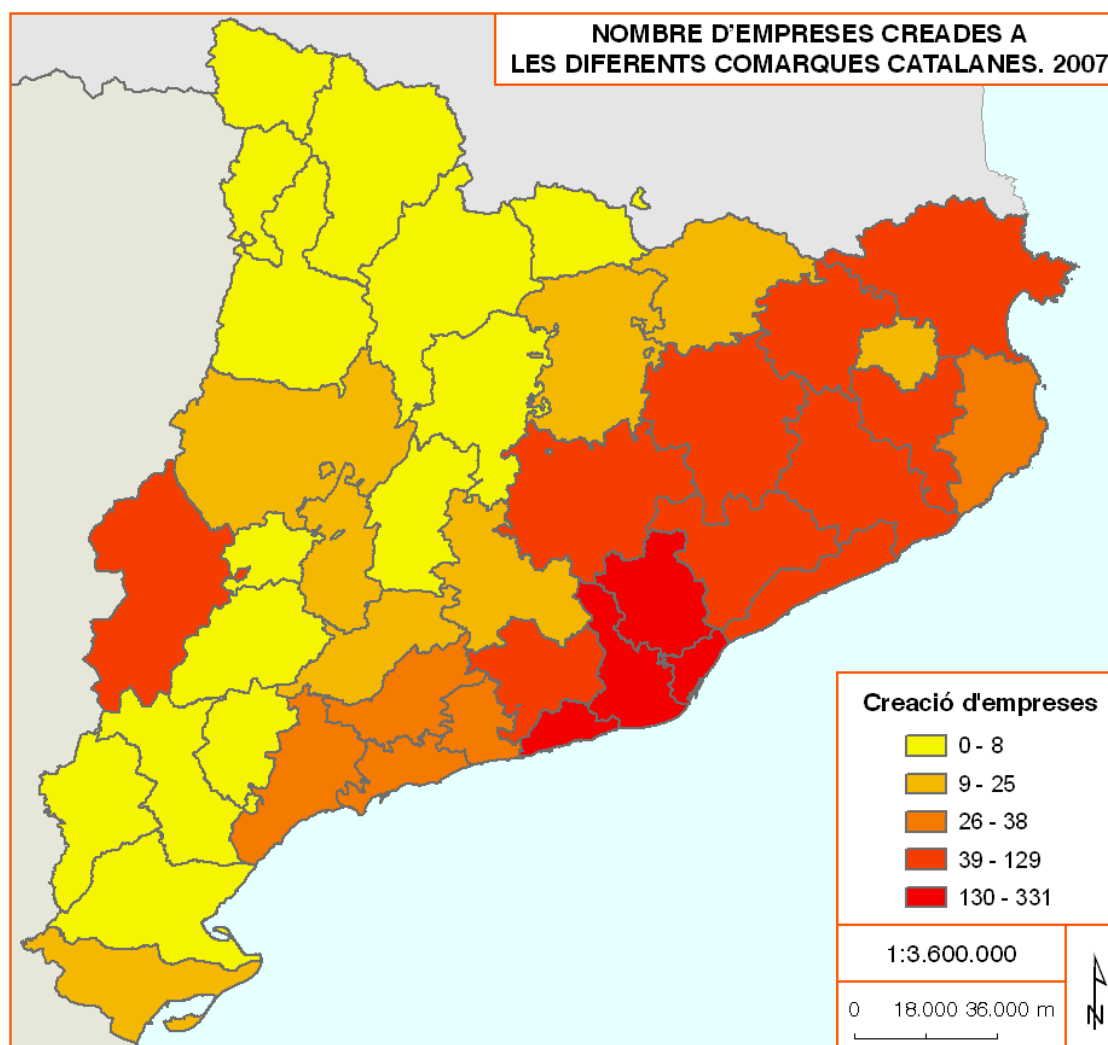 NOMBRE D'EMPRESES CREADES A
LES DIFERENTS COMARQUES CATALANES. 2007
Creació d'empreses
0 - 8
9 - 25
26 - 38
39 - 129
130 - 331
1:3.600.000
0 18.000 36.000 m
N